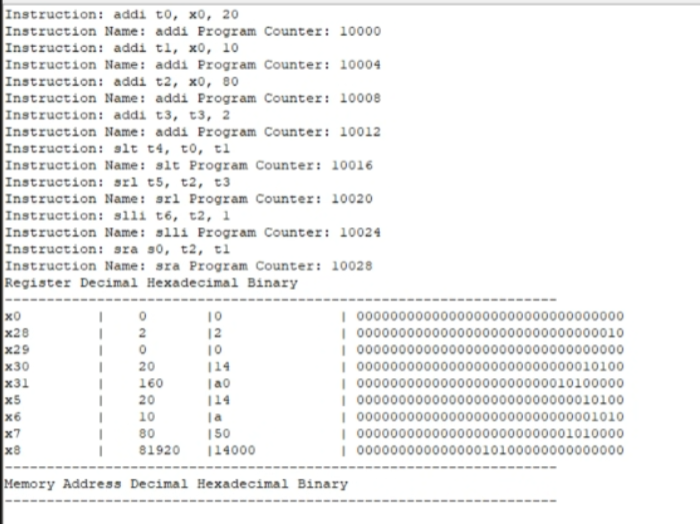 Instruction: addi t0, x0, 20
Instruction Name: addi Program Counter: 10000
Instruction: addi t1, x0, 10
Instruction Name: addi Program Counter: 10004
Instruction: addi t2, x0, 80
Instruction Name: addi Program Counter: 10008
Instruction: addi t3, t3, 2
Instruction Name: addi Program Counter: 10012
Instruction: slt t4, t0, t1
Instruction Name: slt Program Counter: 10016
Instruction: srl t5, t2, t3
Instruction Name: srl Program Counter: 10020
Instruction: slli t6, t2, 1
Instruction Name: slli Program Counter: 10024
Instruction: sra s0, t2, t1
Instruction Name: sra Program Counter: 10028
Register Decimal Hexadecimal Binary
------------------------------------------------------------
x0 | 0 |0 | 00000000000000000000000000000000
x28 | 2 |2 | 00000000000000000000000000000010
x29 | 0 |0 | 00000000000000000000000000000000
x30 | 20 |14 | 00000000000000000000000000010100
x31 | 160 |a0 | 00000000000000000000000010100000
x5 | 20 |14 | 00000000000000000000000000010100
x6 | 10 |a | 00000000000000000000000000001010
x7 | 80 |50 | 00000000000000000000000001010000
x8 | 81920 |14000 | 00000000000000010100000000000000
------------------------------------------------------------
Memory Address Decimal Hexadecimal Binary
------------------------------------------------------------